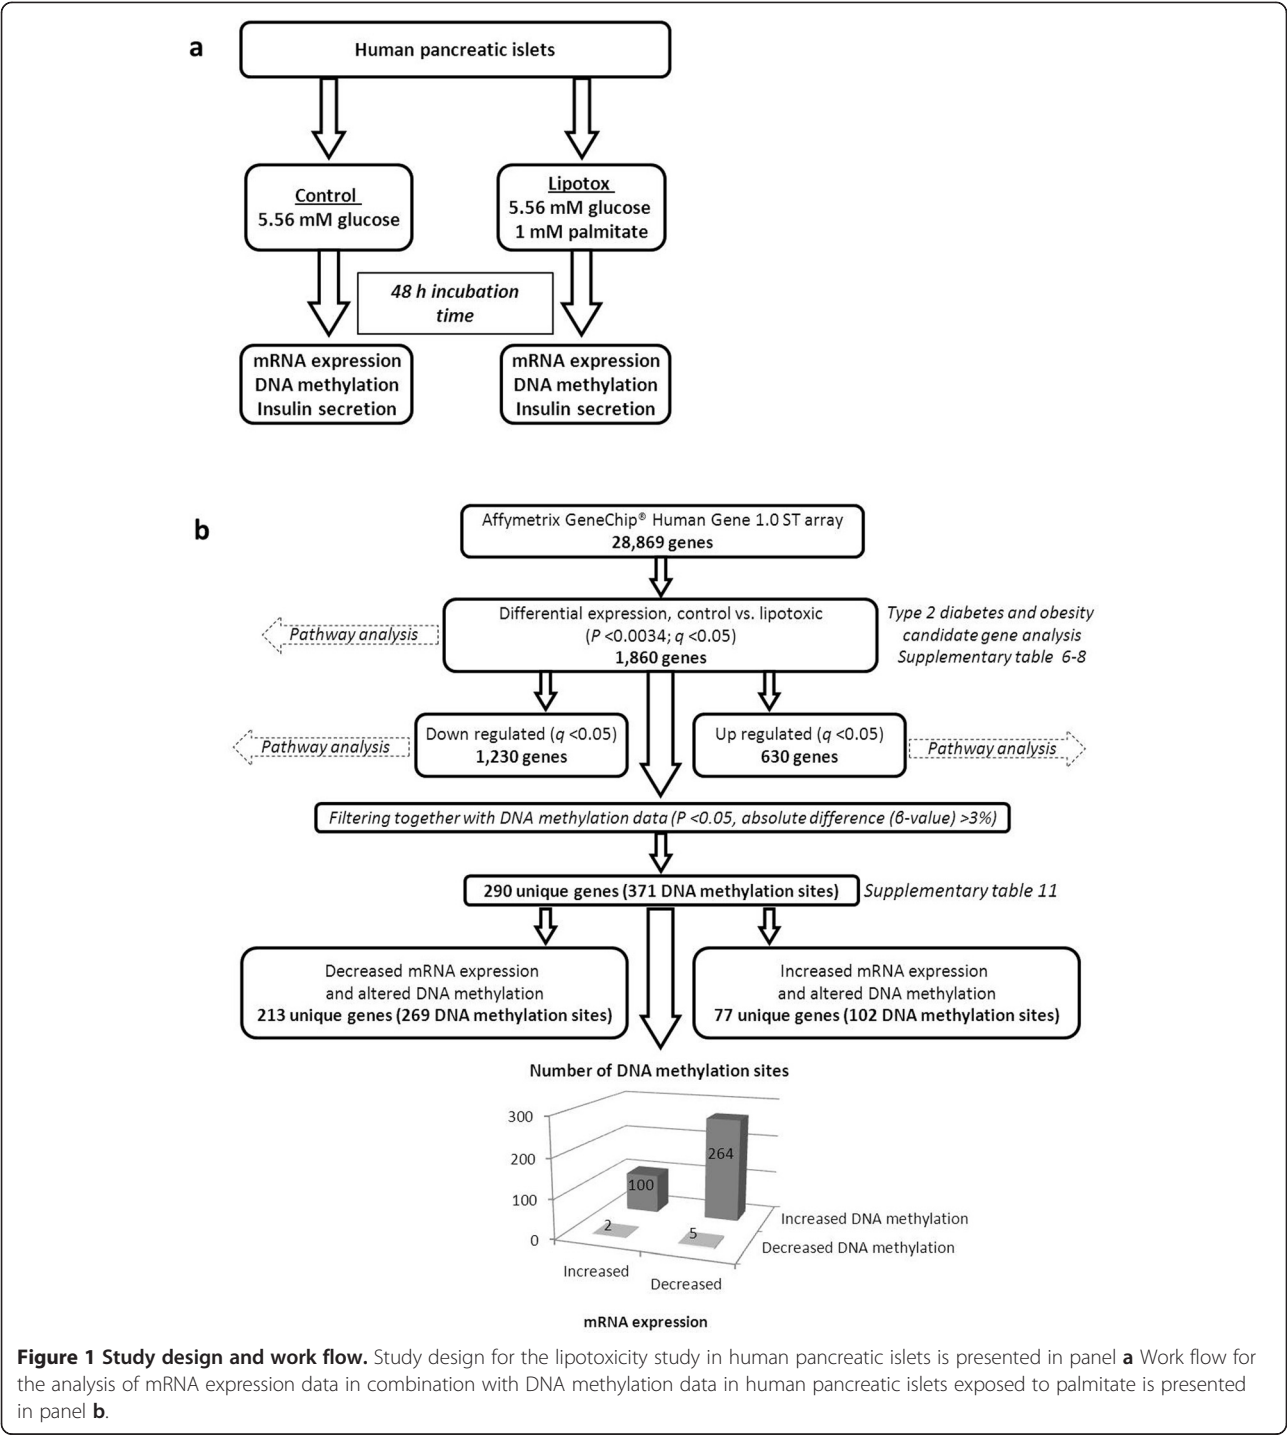 a
Human pancreatic islets
Control
5.56 mM glucose
Lipotox
5.56 mM glucose
1 mM palmitate
48 h incubation
time
mRNA expression
DNA methylation
Insulin secretion
mRNA expression
DNA methylation
Insulin secretion
b
Affymetrix GeneChip® Human Gene 1.0 ST array
28,869 genes
Pathway analysis
Differential expression, control vs. lipotoxic
(P <0.0034; q <0.05)
1,860 genes
Type 2 diabetes and obesity
candidate gene analysis
Supplementary table 6-8
Pathway analysis
Down regulated (q <0.05)
1,230 genes
Up regulated (q <0.05)
630 genes
Pathway analysis
Filtering together with DNA methylation data (P <0.05, absolute difference (β-value) >3%)
290 unique genes (371 DNA methylation sites)
Supplementary table 11
Decreased mRNA expression
and altered DNA methylation
213 unique genes (269 DNA methylation sites)
Increased mRNA expression
and altered DNA methylation
77 unique genes (102 DNA methylation sites)
Number of DNA methylation sites
300
200
100
0
100
264
2
5
Increased DNA methylation
Decreased DNA methylation
Increased
Decreased
mRNA expression
Figure 1 Study design and work flow. Study design for the lipotoxicity study in human pancreatic islets is presented in panel a Work flow for
the analysis of mRNA expression data in combination with DNA methylation data in human pancreatic islets exposed to palmitate is presented
in panel b.